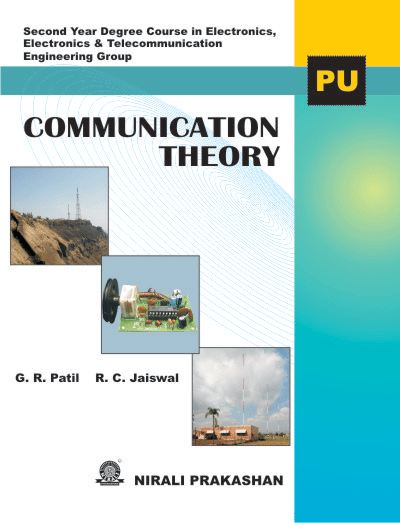 Second Year Degree Course in Electronics,
Electronics & Telecommunication
Engineering Group
PU
COMMUNICATION
THEORY
G. R. Patil R. C. Jaiswal
NIRALI PRAKASHAN